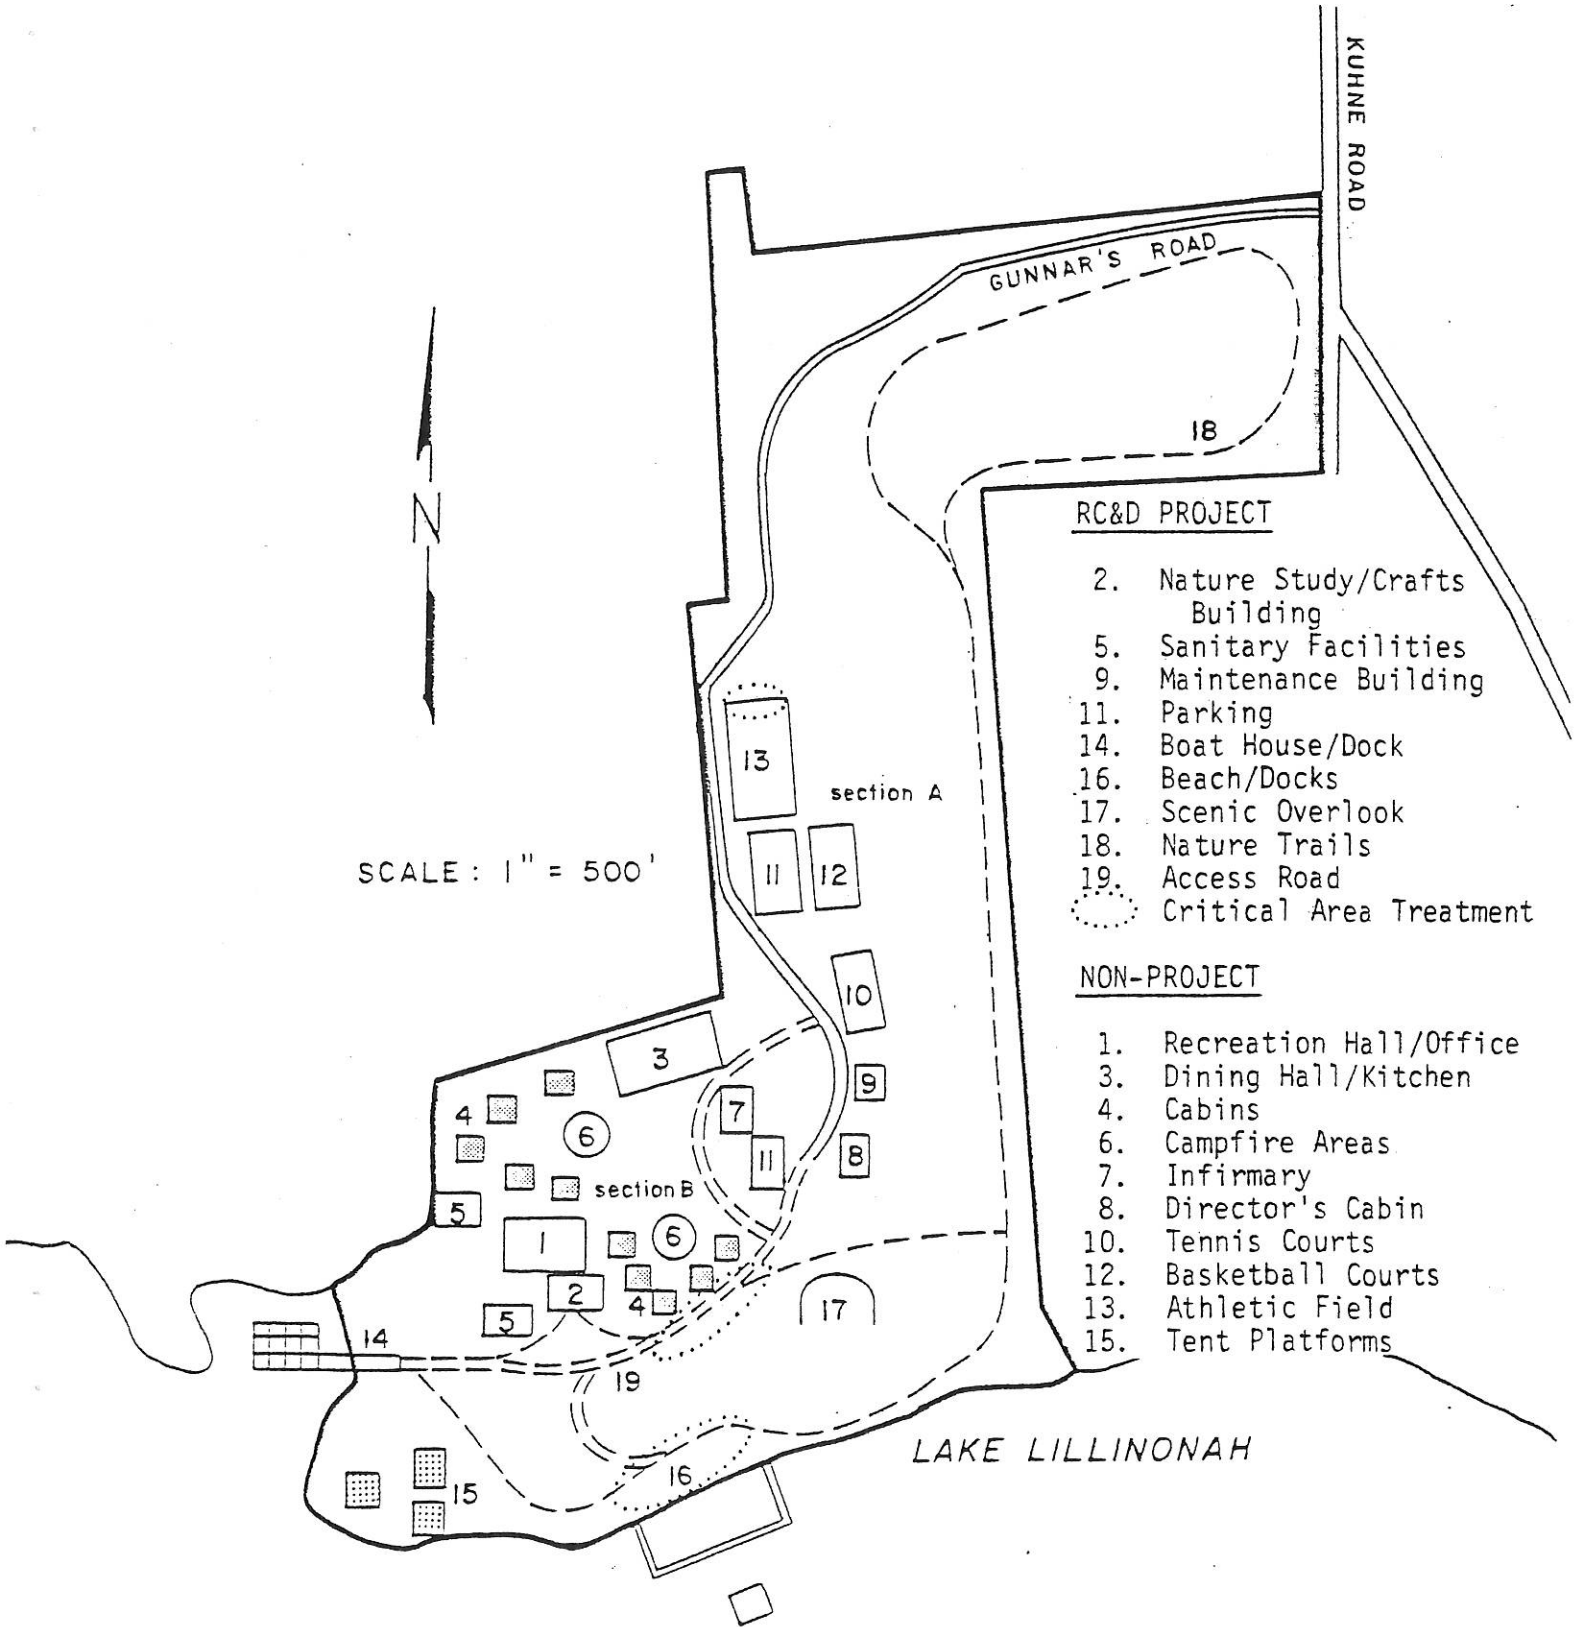 KUHNE ROAD
GUNNAR'S ROAD
18
N
RC&D PROJECT
2. Nature Study/Crafts
Building
5. Sanitary Facilities
9. Maintenance Building
11. Parking
14. Boat House/Dock
16. Beach/Docks
17. Scenic Overlook
18. Nature Trails
19. Access Road
Critical Area Treatment
NON-PROJECT
1. Recreation Hall/Office
3. Dining Hall/Kitchen
4. Cabins
6. Campfire Areas
7. Infirmary
8. Director's Cabin
10. Tennis Courts
12. Basketball Courts
13. Athletic Field
15. Tent Platforms
13
section A
SCALE: 1" = 500'
11
12
10
3
9
4
7
6
11
8
section B
5
1
6
2
4
17
5
14
19
LAKE LILLINONAH
16
15